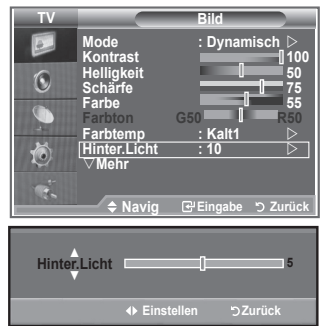 TV Bild
Mode : Dynamisch
Kontrast 100
Helligkeit 50
Schärfe 75
Farbe 55
Farbton G50 R50
Farbtemp : Kalt1
Hinter.Licht : 10
Mehr
Navig Eingabe Zurück
Hinter.Licht 5
Einstellen Zurück